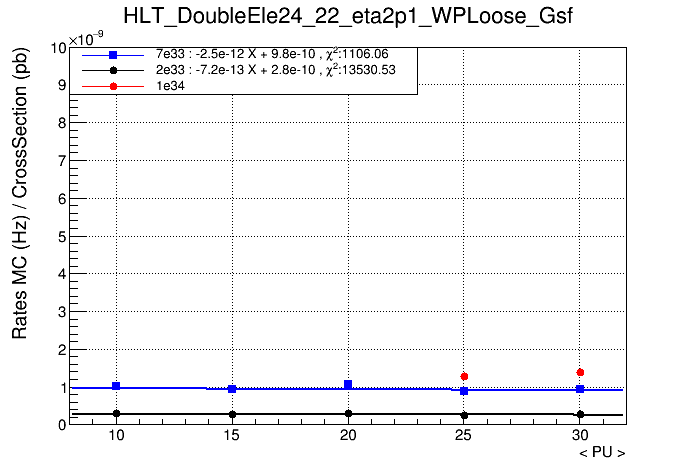 HLT_DoubleEle24_22_eta2p1_WPLoose_Gsf
×10⁻⁹
7e33 : -2.5e-12 X + 9.8e-10 , χ²:1106.06
2e33 : -7.2e-13 X + 2.8e-10 , χ²:13530.53
1e34
Rates MC (Hz) / CrossSection (pb)
10
9
8
7
6
5
4
3
2
1
0
10 15 20 25 30
< PU >